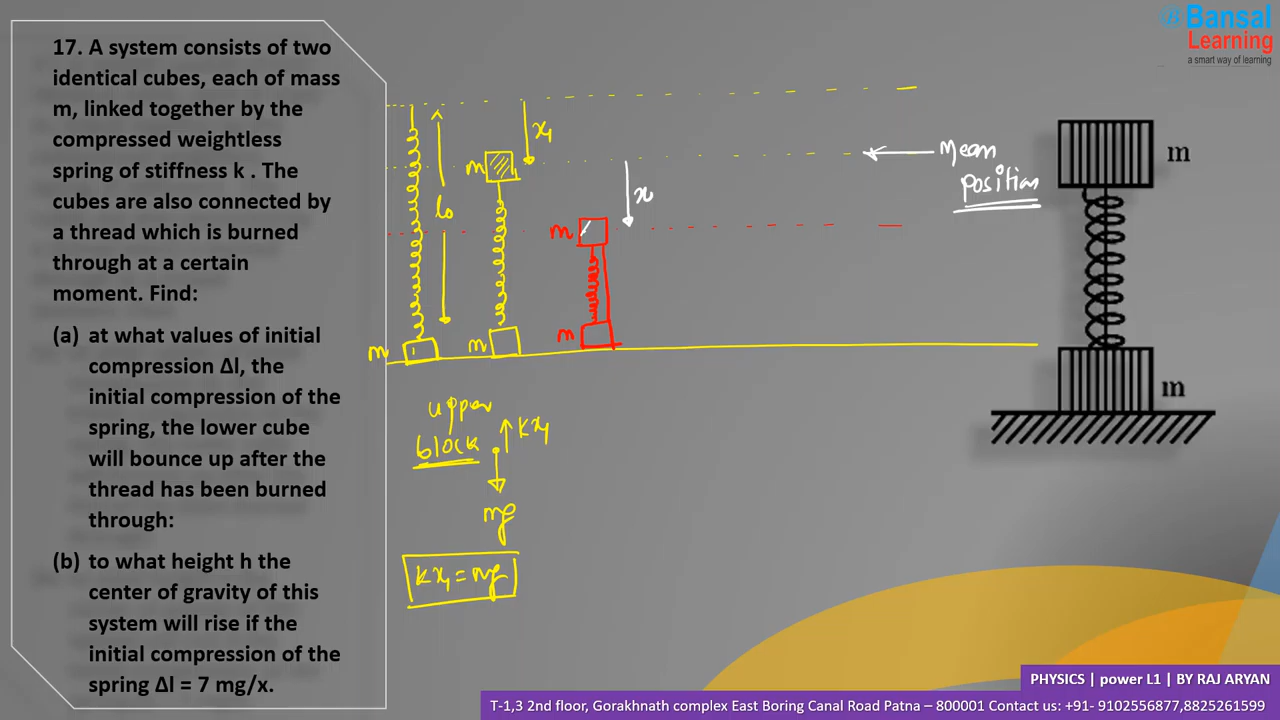 Bansal
Learning
a smart way of learning
17. A system consists of two
identical cubes, each of mass
m, linked together by the
compressed weightless
spring of stiffness k . The
cubes are also connected by
a thread which is burned
through at a certain
moment. Find:
(a) at what values of initial
compression Δl, the
initial compression of the
spring, the lower cube
will bounce up after the
thread has been burned
through:
(b) to what height h the
center of gravity of this
system will rise if the
initial compression of the
spring Δl = 7 mg/x.
x₁
m
l₀
x
m
m
m
m
mean
position
m
m
upper
block
kx₁
mg
kx₁ = mg
PHYSICS | power L1 | BY RAJ ARYAN
T-1,3 2nd floor, Gorakhnath complex East Boring Canal Road Patna – 800001 Contact us: +91- 9102556877,8825261599